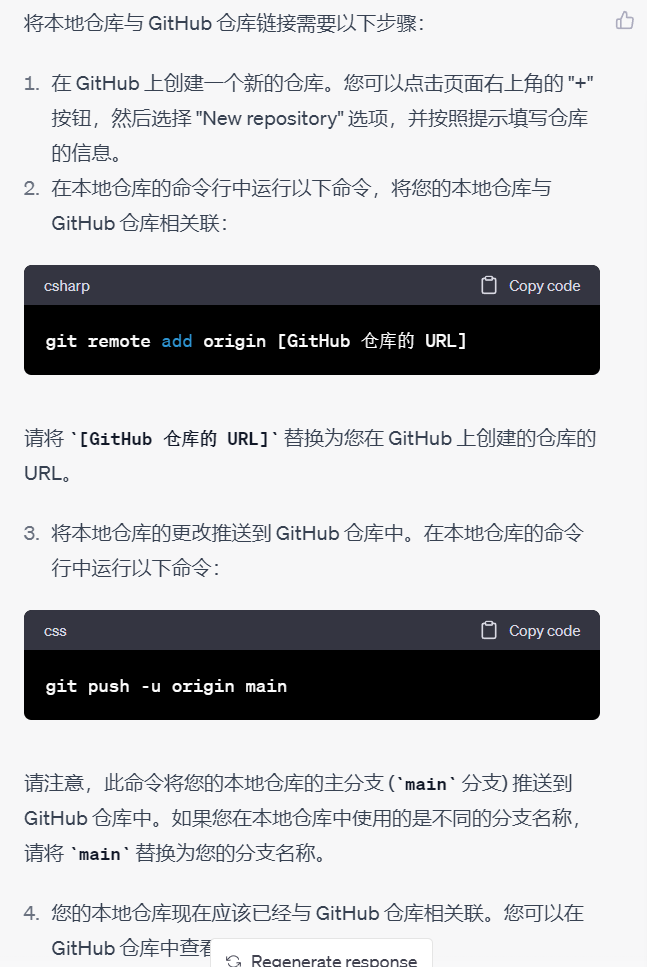 将本地仓库与 GitHub 仓库链接需要以下步骤：
1. 在 GitHub 上创建一个新的仓库。您可以点击页面右上角的 "+"
按钮，然后选择 "New repository" 选项，并按照提示填写仓库
的信息。
2. 在本地仓库的命令行中运行以下命令，将您的本地仓库与
GitHub 仓库相关联：
csharp Copy code
git remote add origin [GitHub 仓库的 URL]
请将 `[GitHub 仓库的 URL]` 替换为您在 GitHub 上创建的仓库的
URL。
3. 将本地仓库的更改推送到 GitHub 仓库中。在本地仓库的命令
行中运行以下命令：
css Copy code
git push -u origin main
请注意，此命令将您的本地仓库的主分支 (`main` 分支) 推送到
GitHub 仓库中。如果您在本地仓库中使用的是不同的分支名称，
请将 `main` 替换为您的分支名称。
4. 您的本地仓库现在应该已经与 GitHub 仓库相关联。您可以在
GitHub 仓库中查看
Regenerate response